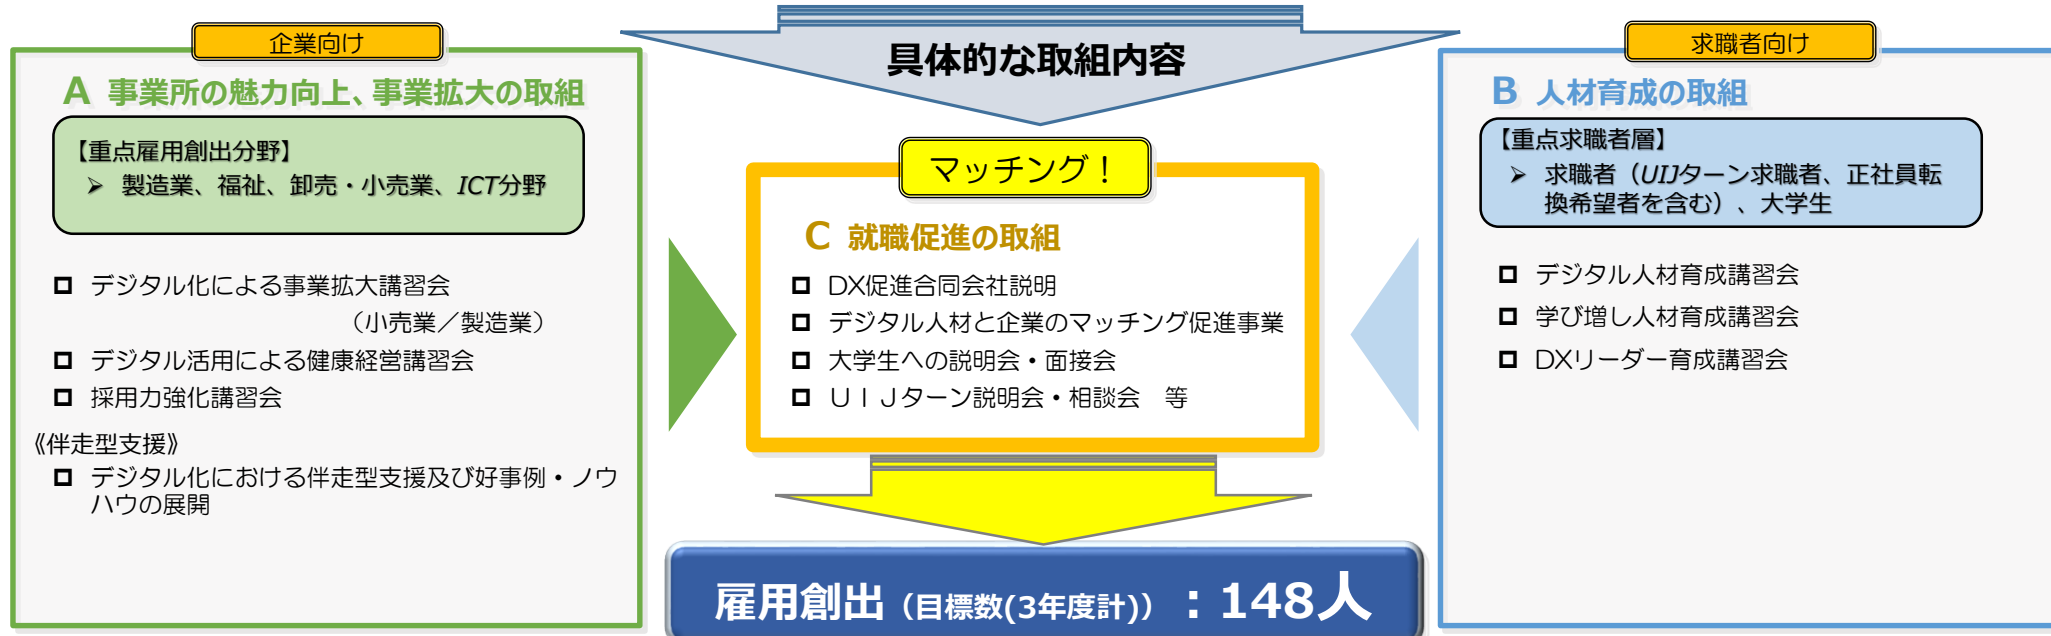 具体的な取組内容
企業向け
A 事業所の魅力向上、事業拡大の取組
【重点雇用創出分野】
➢ 製造業、福祉、卸売・小売業、ICT分野
デジタル化による事業拡大講習会
（小売業／製造業）
デジタル活用による健康経営講習会
採用力強化講習会
《伴走型支援》
デジタル化における伴走型支援及び好事例・ノウ
ハウの展開
マッチング！
C 就職促進の取組
DX促進合同会社説明
デジタル人材と企業のマッチング促進事業
大学生への説明会・面接会
ＵＩＪターン説明会・相談会　等
求職者向け
B 人材育成の取組
【重点求職者層】
➢ 求職者（UIJターン求職者、正社員転
換希望者を含む）、大学生
デジタル人材育成講習会
学び増し人材育成講習会
DXリーダー育成講習会
雇用創出（目標数(3年度計)）：148人